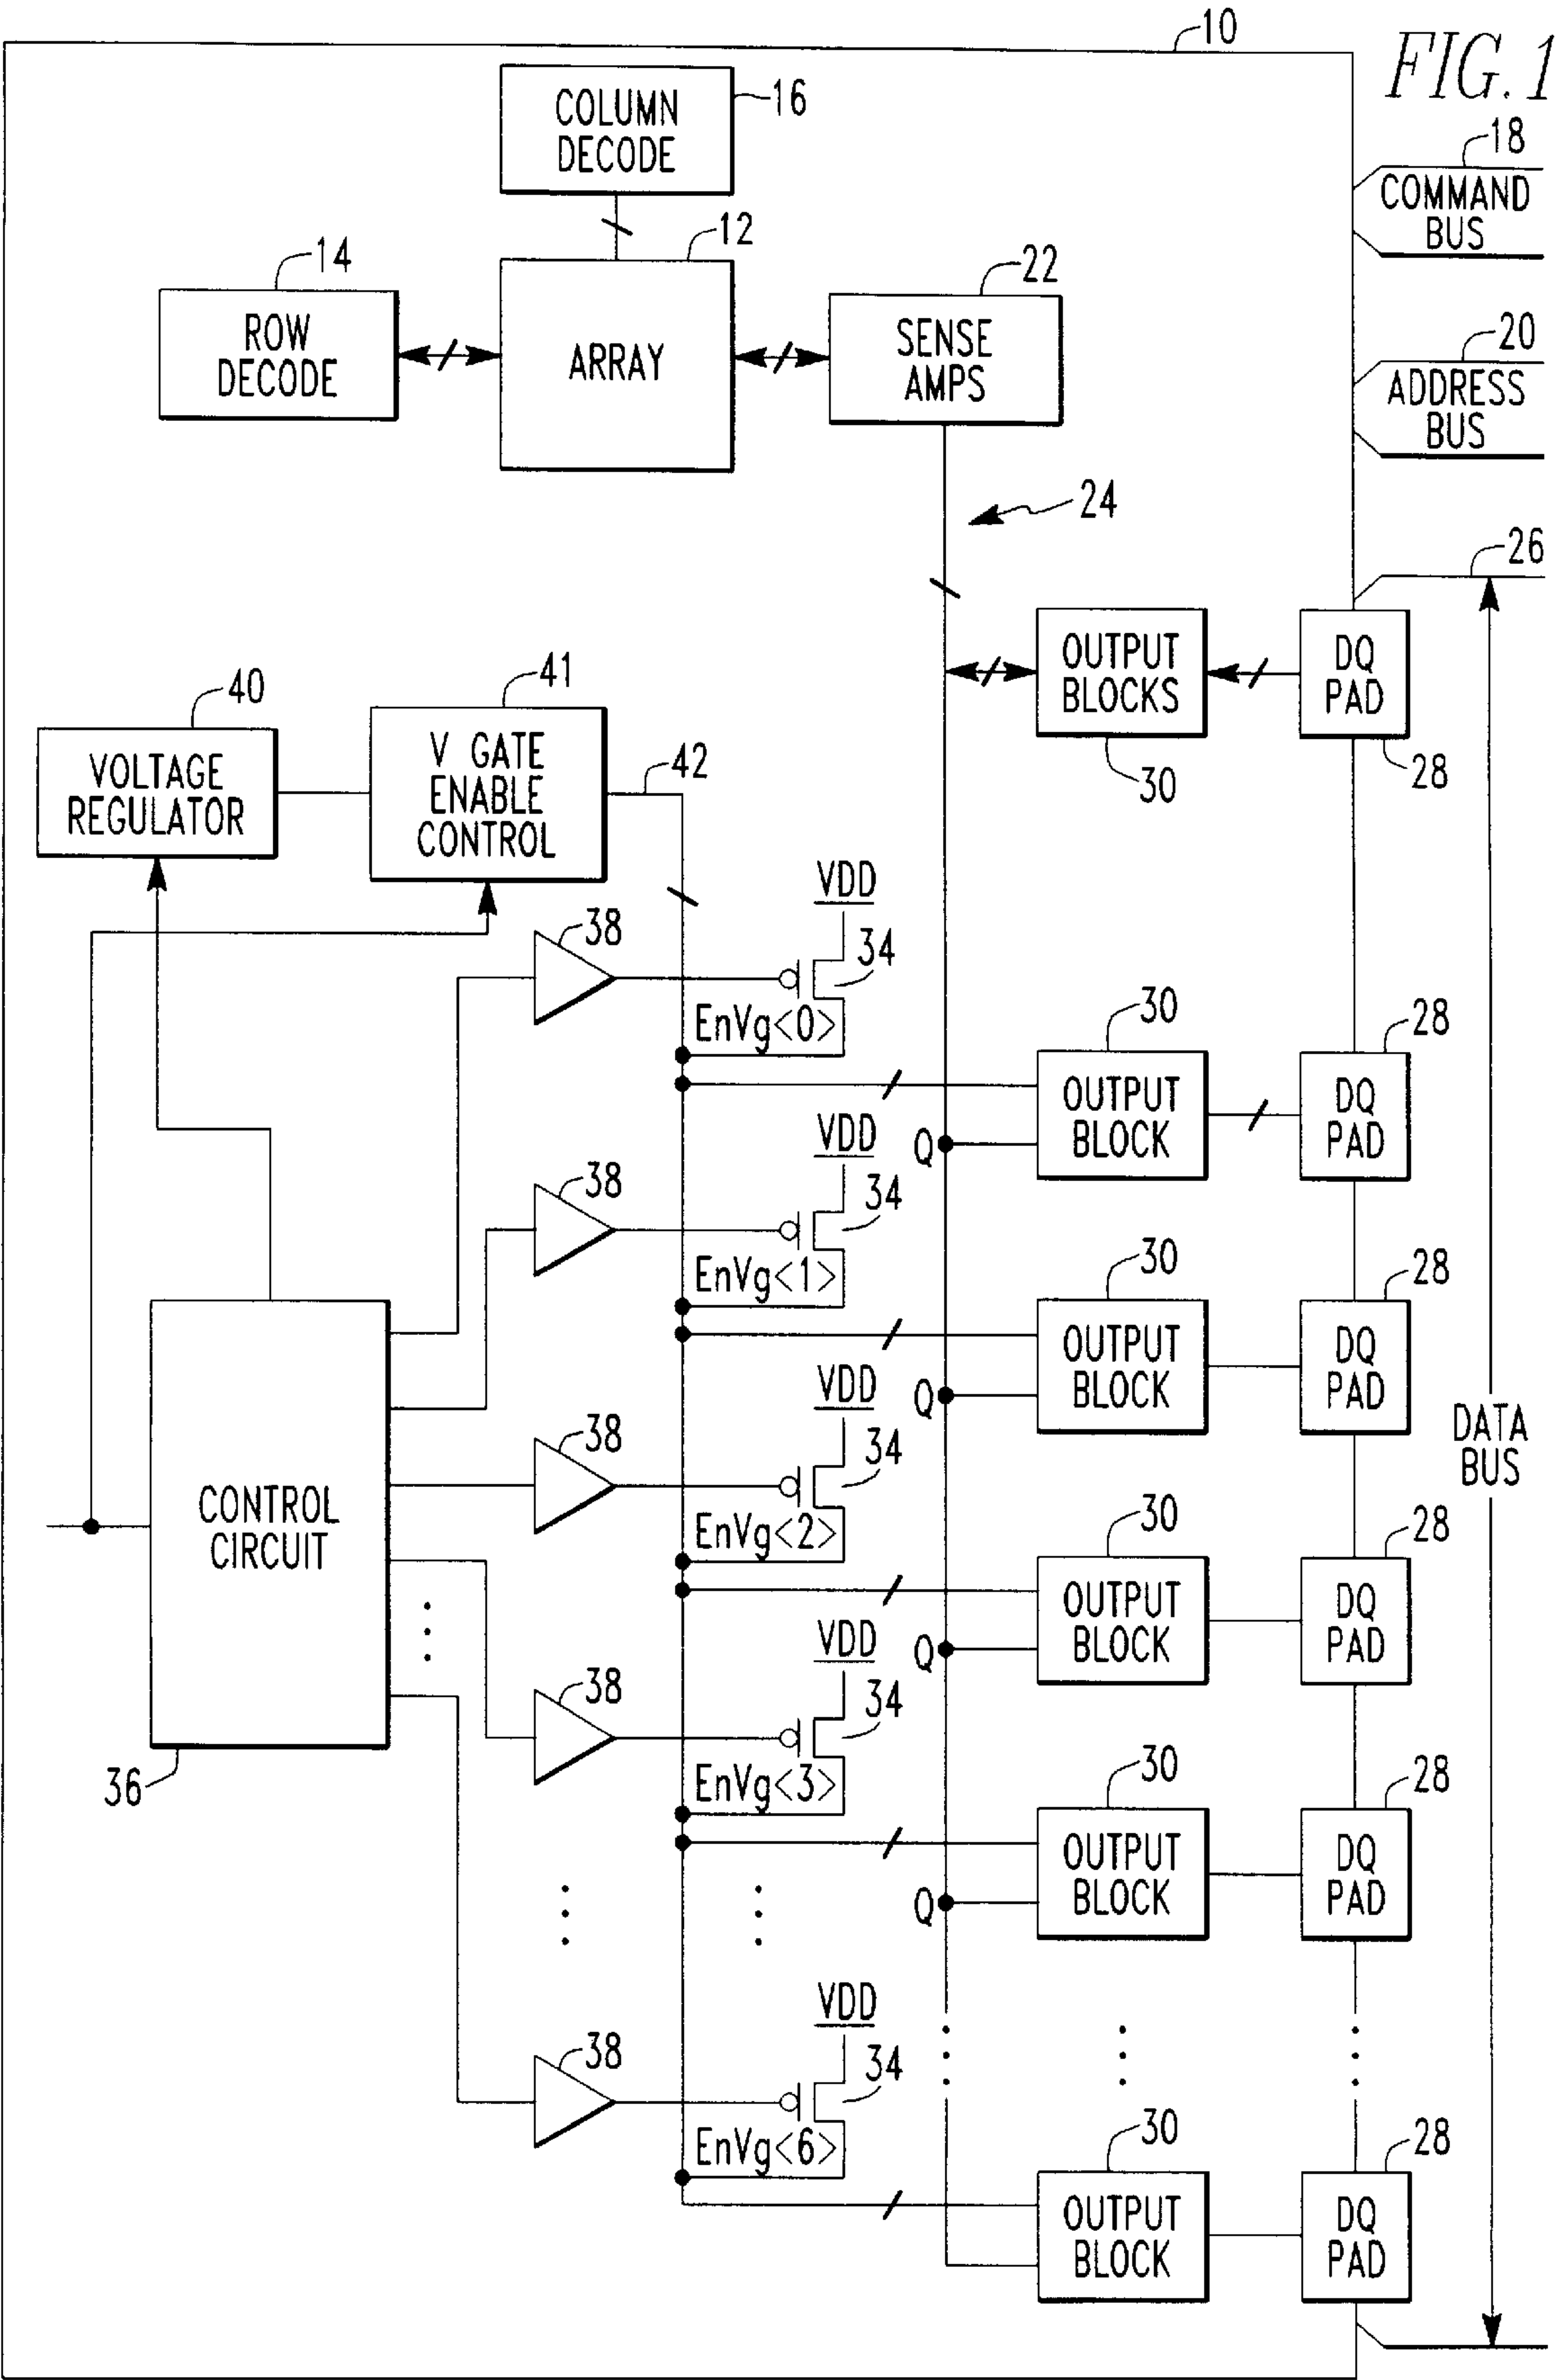 10
FIG. 1
COLUMN
DECODE
16
18
COMMAND
BUS
12
14
22
ROW
DECODE
ARRAY
SENSE
AMPS
20
ADDRESS
BUS
24
26
OUTPUT
BLOCKS
30
DQ
PAD
28
40
VOLTAGE
REGULATOR
41
V GATE
ENABLE
CONTROL
42
38
VDD
34
EnVg<0>
30
OUTPUT
BLOCK
Q
28
DQ
PAD
38
VDD
34
EnVg<1>
30
OUTPUT
BLOCK
Q
28
DQ
PAD
DATA
BUS
CONTROL
CIRCUIT
36
38
VDD
34
EnVg<2>
30
OUTPUT
BLOCK
Q
28
DQ
PAD
38
VDD
34
EnVg<3>
30
OUTPUT
BLOCK
Q
28
DQ
PAD
38
VDD
34
EnVg<6>
30
OUTPUT
BLOCK
28
DQ
PAD